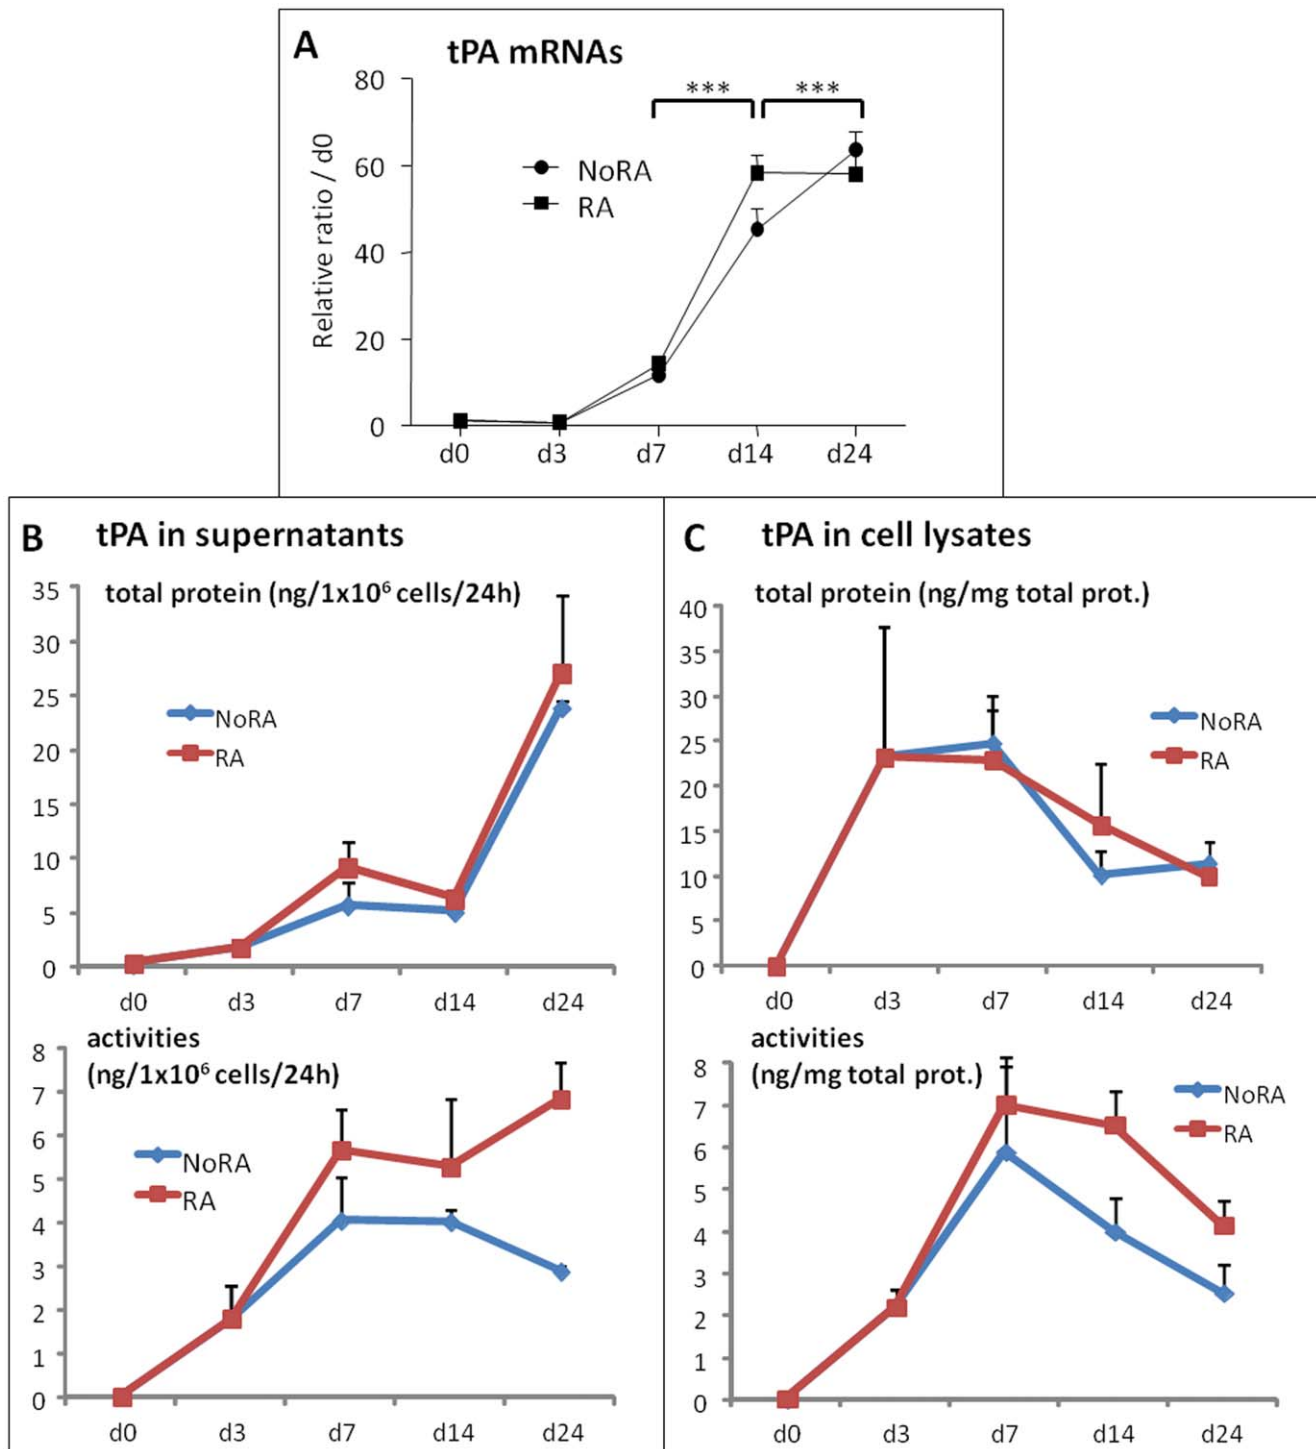 A tPA mRNAs
Relative ratio / d0
80
60
40
20
0
*** ***
NoRA
RA
d0 d3 d7 d14 d24
B tPA in supernatants
total protein (ng/1x10⁶ cells/24h)
35
30
25
20
15
10
5
0
NoRA
RA
d0 d3 d7 d14 d24
activities
(ng/1x10⁶ cells/24h)
8
7
6
5
4
3
2
1
0
NoRA
RA
d0 d3 d7 d14 d24
C tPA in cell lysates
total protein (ng/mg total prot.)
40
35
30
25
20
15
10
5
0
NoRA
RA
d0 d3 d7 d14 d24
activities
(ng/mg total prot.)
8
7
6
5
4
3
2
1
0
NoRA
RA
d0 d3 d7 d14 d24